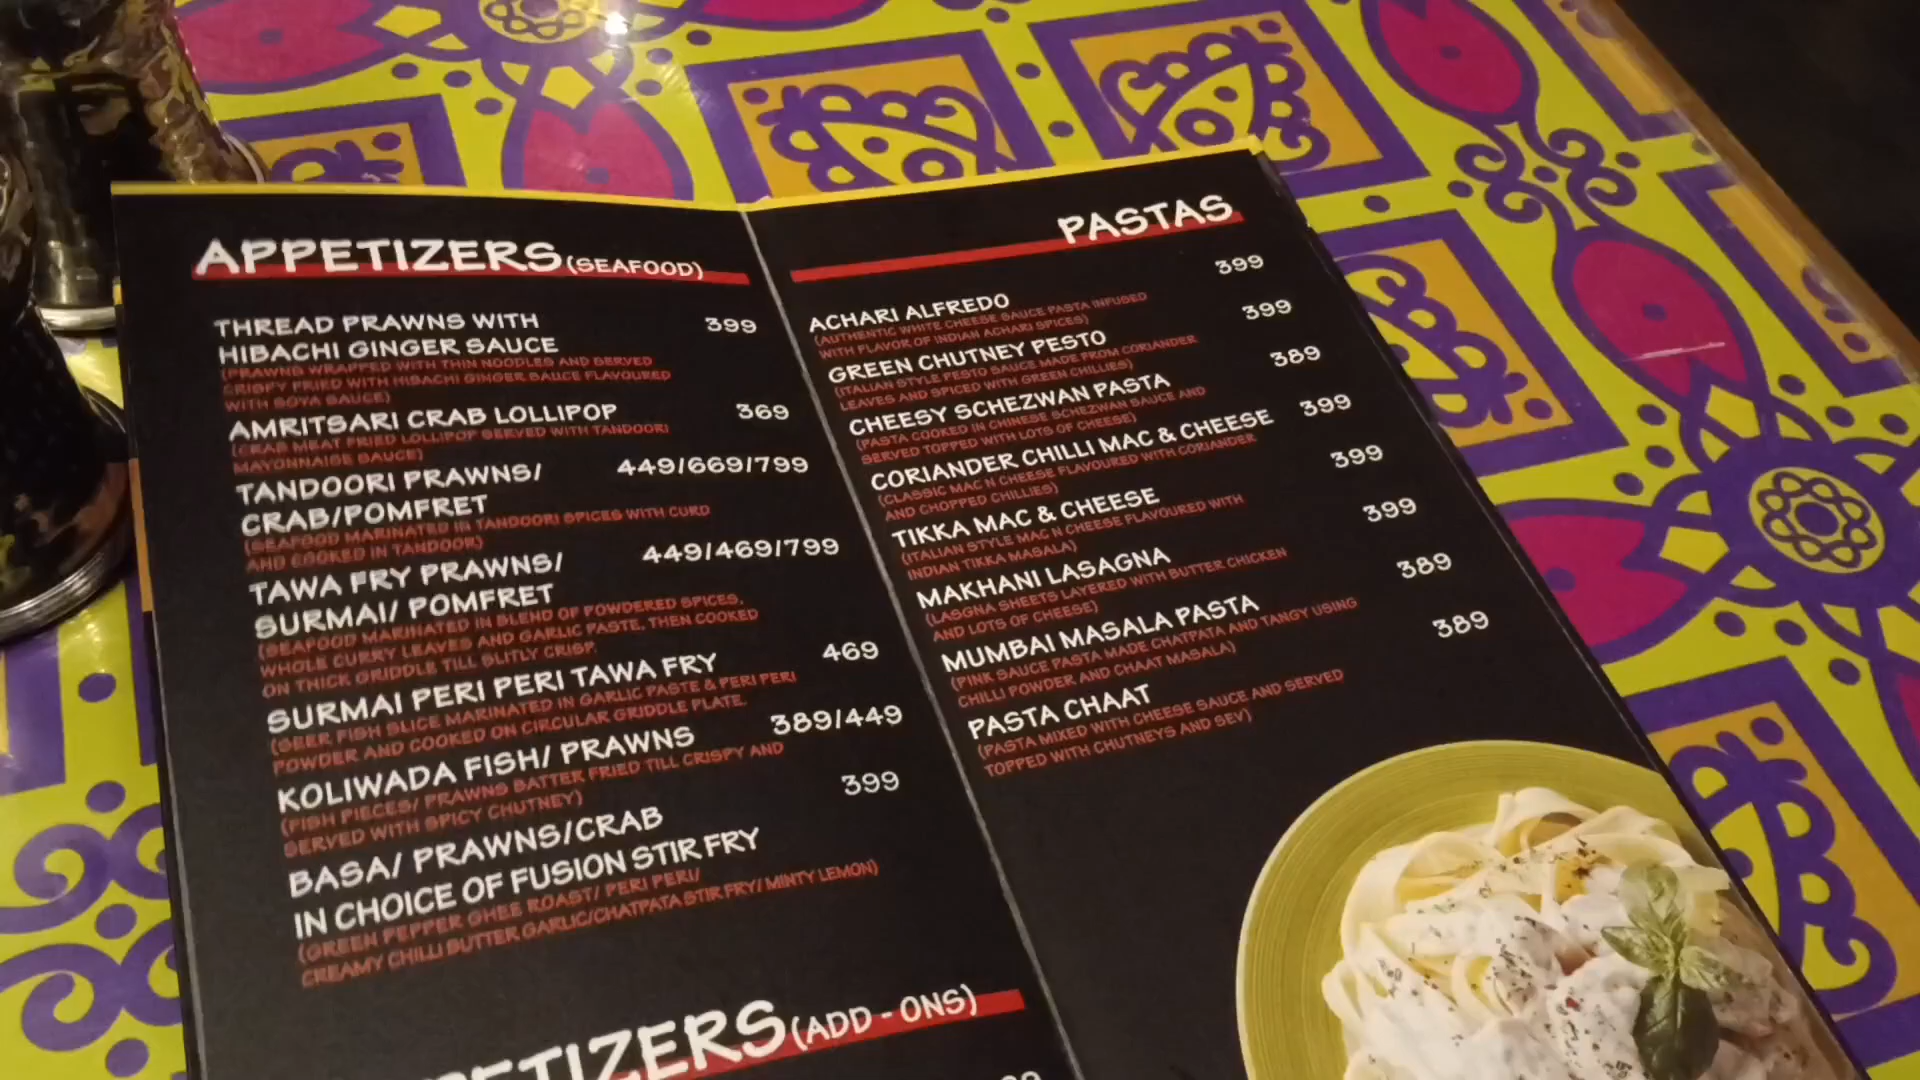 APPETIZERS (SEAFOOD)
THREAD PRAWNS WITH 399
HIBACHI GINGER SAUCE
(PRAWNS WRAPPED WITH THIN NOODLES AND SERVED
CRISPY FRIED WITH HIBACHI GINGER SAUCE FLAVOURED
WITH SOYA SAUCE)
AMRITSARI CRAB LOLLIPOP 369
(CRAB MEAT FRIED LOLLIPOP SERVED WITH TANDOORI
MAYONNAISE SAUCE)
TANDOORI PRAWNS/ 449/669/799
CRAB/POMFRET
(SEAFOOD MARINATED IN TANDOORI SPICES WITH CURD
AND COOKED IN TANDOOR)
TAWA FRY PRAWNS/ 449/469/799
SURMAI/ POMFRET
(SEAFOOD MARINATED IN BLEND OF POWDERED SPICES,
WHOLE CURRY LEAVES AND GARLIC PASTE, THEN COOKED
ON THICK GRIDDLE TILL SLITLY CRISP.
SURMAI PERI PERI TAWA FRY 469
(SEER FISH SLICE MARINATED IN GARLIC PASTE & PERI PERI
POWDER AND COOKED ON CIRCULAR GRIDDLE PLATE.
KOLIWADA FISH/ PRAWNS 389/449
(FISH PIECES/ PRAWNS BATTER FRIED TILL CRISPY AND
SERVED WITH SPICY CHUTNEY)
BASA/ PRAWNS/CRAB 399
IN CHOICE OF FUSION STIR FRY
(GREEN PEPPER GHEE ROAST/ PERI PERI/
CREAMY CHILLI BUTTER GARLIC/CHATPATA STIR FRY/ MINTY LEMON)
PETIZERS (ADD - ONS)
PASTAS
ACHARI ALFREDO 399
(AUTHENTIC WHITE CHEESE SAUCE PASTA INFUSED
WITH FLAVOR OF INDIAN ACHARI SPICES)
GREEN CHUTNEY PESTO 399
(ITALIAN STYLE PESTO SAUCE MADE FROM CORIANDER
LEAVES AND SPICED WITH GREEN CHILLIES)
CHEESY SCHEZWAN PASTA 389
(PASTA COOKED IN CHINESE SCHEZWAN SAUCE AND
SERVED TOPPED WITH LOTS OF CHEESE)
CORIANDER CHILLI MAC & CHEESE 399
(CLASSIC MAC N CHEESE FLAVOURED WITH CORIANDER
AND CHOPPED CHILLIES)
TIKKA MAC & CHEESE 399
(ITALIAN STYLE MAC N CHEESE FLAVOURED WITH
INDIAN TIKKA MASALA)
MAKHANI LASAGNA 399
(LASGNA SHEETS LAYERED WITH BUTTER CHICKEN
AND LOTS OF CHEESE)
MUMBAI MASALA PASTA 389
(PINK SAUCE PASTA MADE CHATPATA AND TANGY USING
CHILLI POWDER AND CHAAT MASALA)
PASTA CHAAT 389
(PASTA MIXED WITH CHEESE SAUCE AND SERVED
TOPPED WITH CHUTNEYS AND SEV)